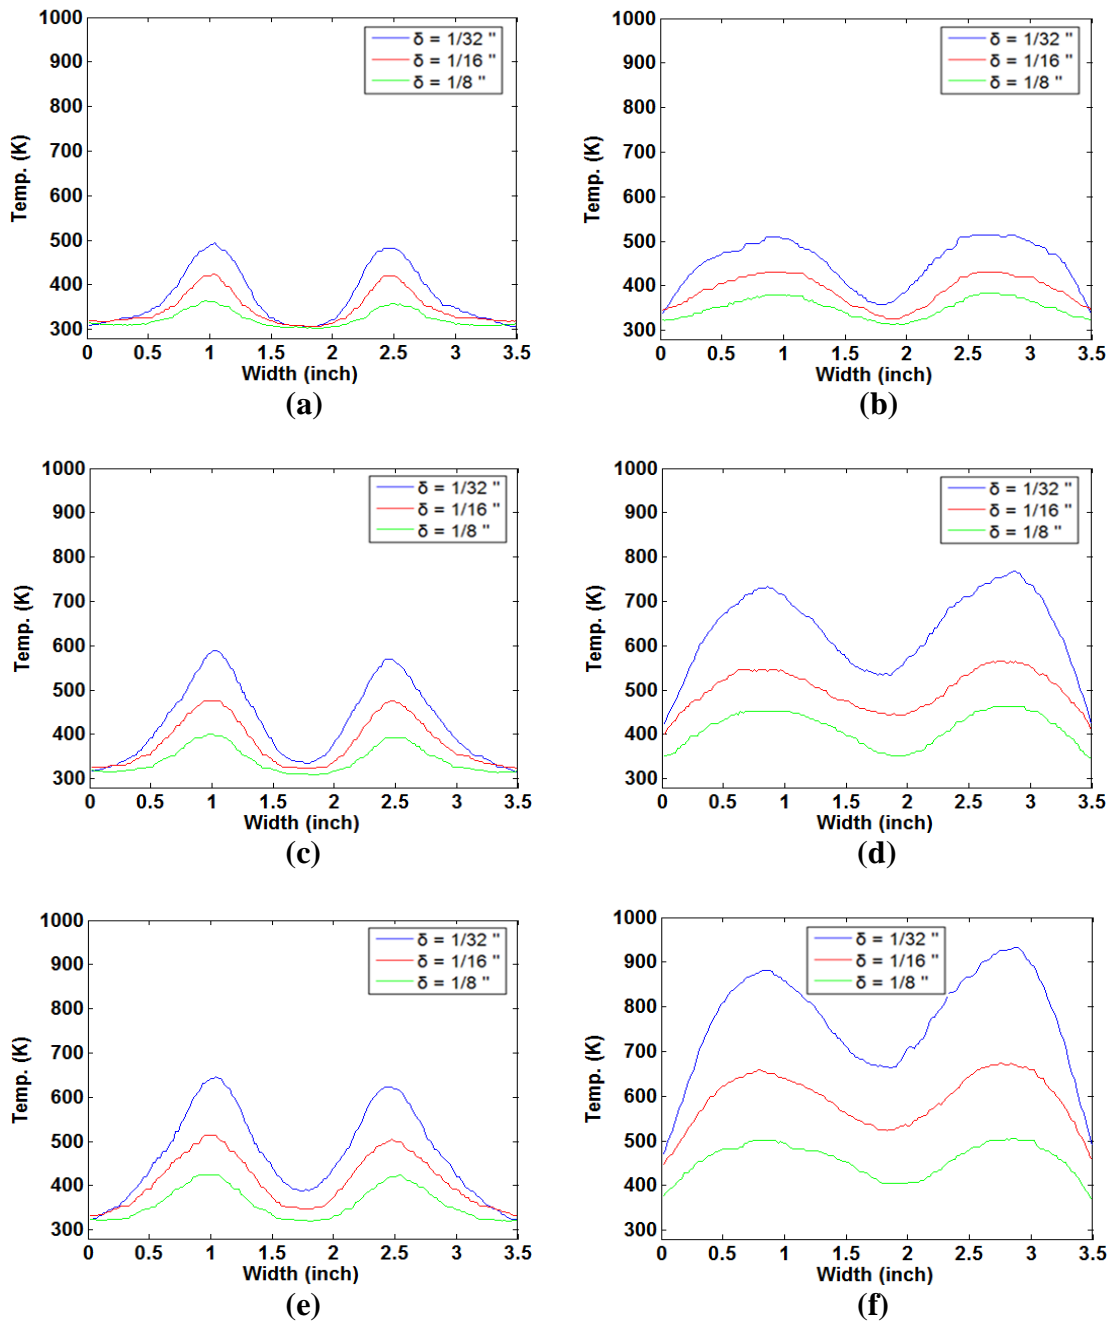 1000
900
800
700
600
500
400
300
Temp. (K)
δ = 1/32 "
δ = 1/16 "
δ = 1/8 "
0 0.5 1 1.5 2 2.5 3 3.5
Width (inch)
(a)
1000
900
800
700
600
500
400
300
Temp. (K)
δ = 1/32 "
δ = 1/16 "
δ = 1/8 "
0 0.5 1 1.5 2 2.5 3 3.5
Width (inch)
(b)
1000
900
800
700
600
500
400
300
Temp. (K)
δ = 1/32 "
δ = 1/16 "
δ = 1/8 "
0 0.5 1 1.5 2 2.5 3 3.5
Width (inch)
(c)
1000
900
800
700
600
500
400
300
Temp. (K)
δ = 1/32 "
δ = 1/16 "
δ = 1/8 "
0 0.5 1 1.5 2 2.5 3 3.5
Width (inch)
(d)
1000
900
800
700
600
500
400
300
Temp. (K)
δ = 1/32 "
δ = 1/16 "
δ = 1/8 "
0 0.5 1 1.5 2 2.5 3 3.5
Width (inch)
(e)
1000
900
800
700
600
500
400
300
Temp. (K)
δ = 1/32 "
δ = 1/16 "
δ = 1/8 "
0 0.5 1 1.5 2 2.5 3 3.5
Width (inch)
(f)